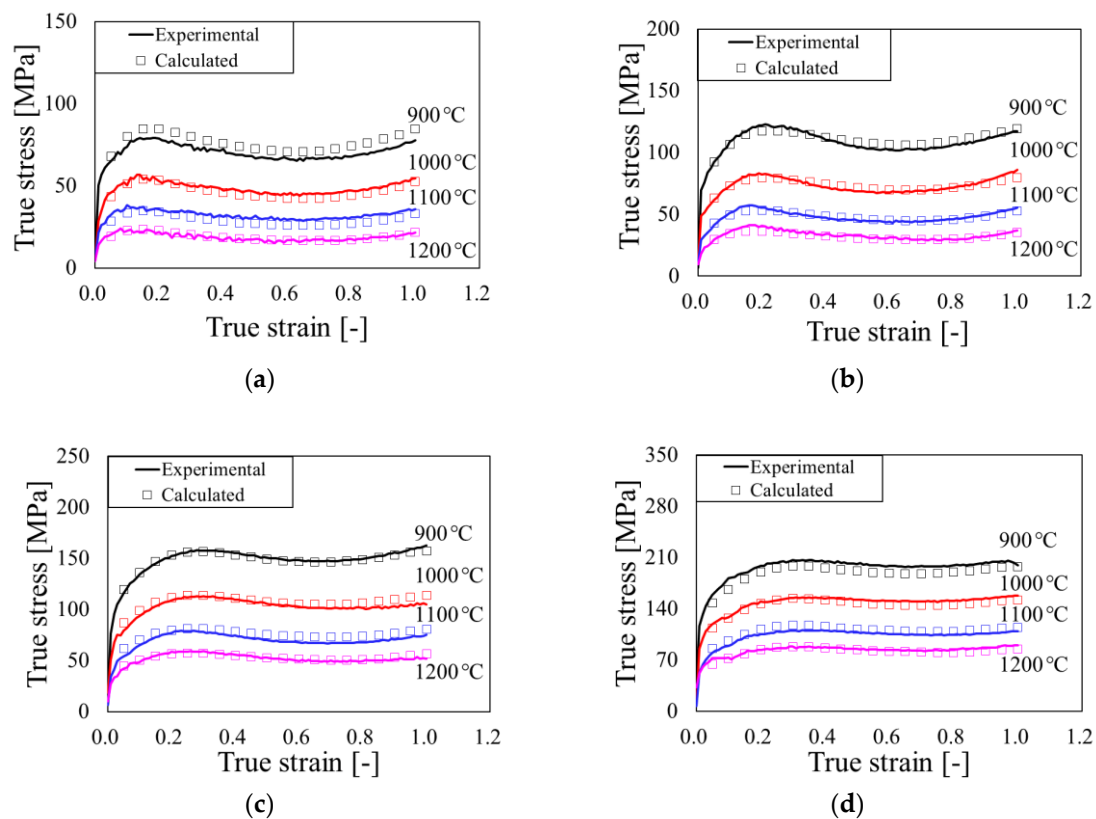 150
100
50
0
True stress [MPa]
Experimental
Calculated
900℃
1000℃
1100℃
1200℃
0.0 0.2 0.4 0.6 0.8 1.0 1.2
True strain [-]
(a)
200
150
100
50
0
True stress [MPa]
Experimental
Calculated
900℃
1000℃
1100℃
1200℃
0.0 0.2 0.4 0.6 0.8 1.0 1.2
True strain [-]
(b)
250
200
150
100
50
0
True stress [MPa]
Experimental
Calculated
900℃
1000℃
1100℃
1200℃
0.0 0.2 0.4 0.6 0.8 1.0 1.2
True strain [-]
(c)
350
280
210
140
70
0
True stress [MPa]
Experimental
Calculated
900℃
1000℃
1100℃
1200℃
0.0 0.2 0.4 0.6 0.8 1.0 1.2
True strain [-]
(d)